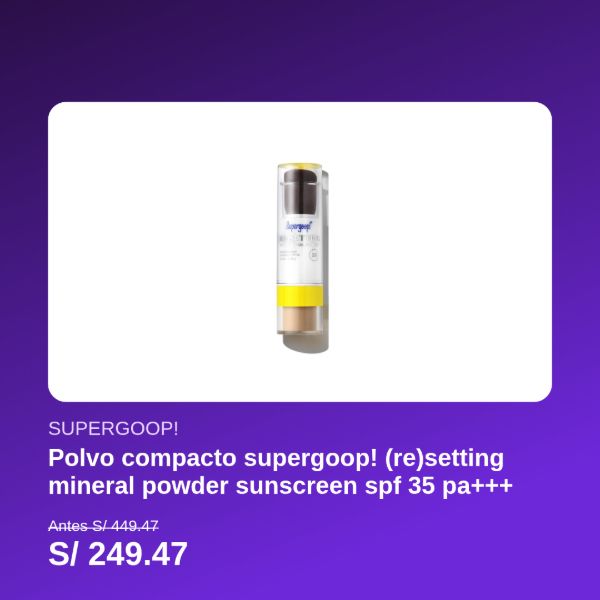 Supergoop!
SUPERGOOP!
Polvo compacto supergoop! (re)setting
mineral powder sunscreen spf 35 pa+++
Antes S/ 449.47
S/ 249.47